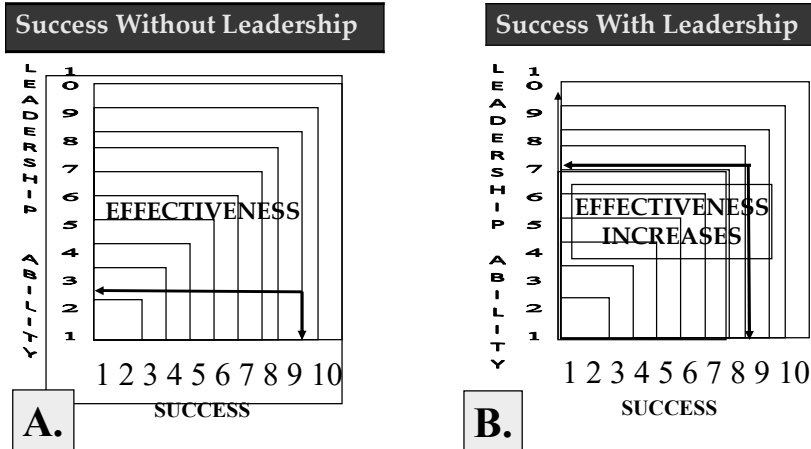 Success Without Leadership
LEADERSHIP ABILITY
10
9
8
7
6
5
4
3
2
1
EFFECTIVENESS
1 2 3 4 5 6 7 8 9 10
SUCCESS
A.
Success With Leadership
LEADERSHIP ABILITY
10
9
8
7
6
5
4
3
2
1
EFFECTIVENESS
INCREASES
1 2 3 4 5 6 7 8 9 10
SUCCESS
B.